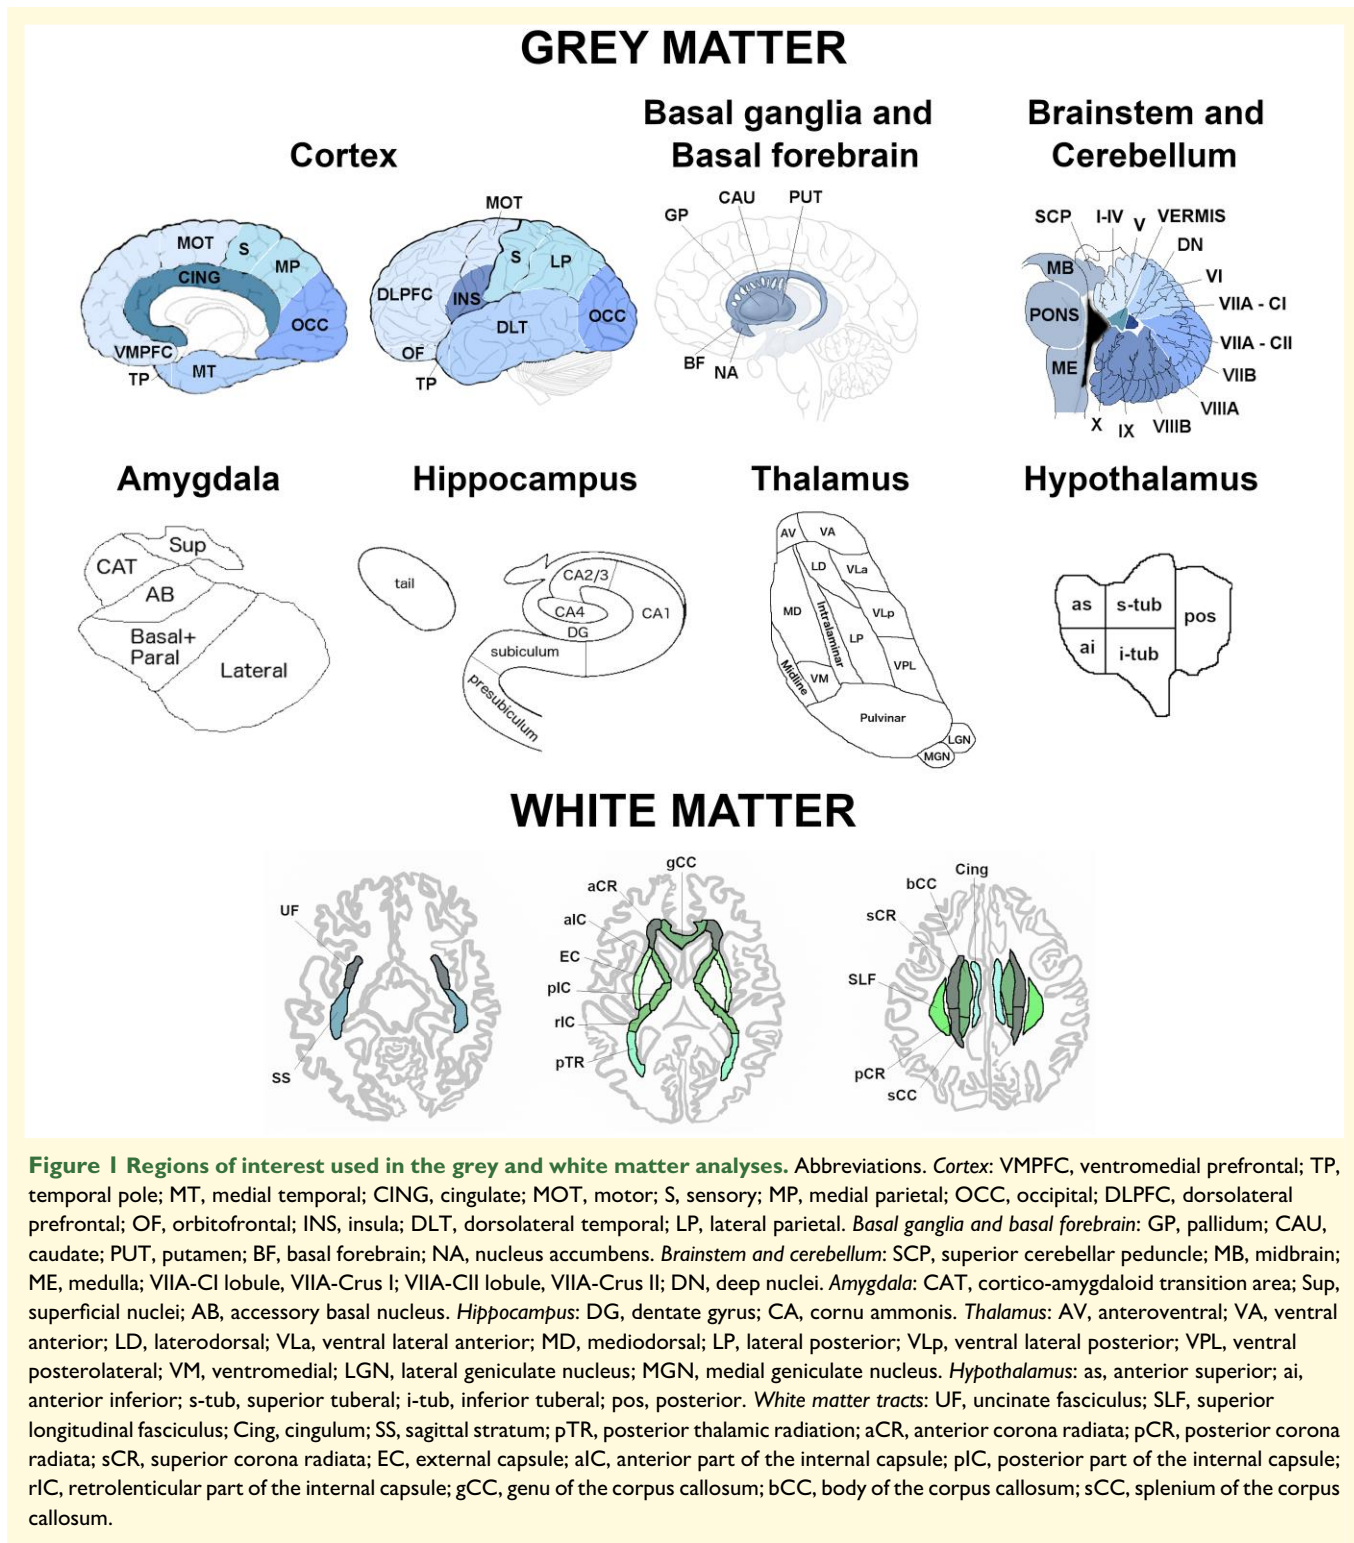 GREY MATTER
Cortex
Basal ganglia and
Basal forebrain
Brainstem and
Cerebellum
MOT
S
MP
CING
OCC
VMPFC
TP
MT
MOT
S
LP
DLPFC
INS
DLT
OCC
OF
TP
GP
CAU
PUT
BF
NA
SCP
I-IV
V
VERMIS
DN
MB
VI
PONS
VIIA - CI
VIIA - CII
ME
VIIB
VIIIA
X
IX
VIIIB
Amygdala
Hippocampus
Thalamus
Hypothalamus
Sup
CAT
AB
Basal+
Paral
Lateral
tail
CA2/3
CA4
CA1
DG
subiculum
presubiculum
AV
VA
LD
VLa
MD
Intralaminar
VLp
LP
VPL
Midline
VM
Pulvinar
LGN
MGN
as
s-tub
pos
ai
i-tub
WHITE MATTER
UF
SS
gCC
aCR
aIC
EC
pIC
rIC
pTR
Cing
bCC
sCR
SLF
pCR
sCC
Figure 1 Regions of interest used in the grey and white matter analyses. Abbreviations. Cortex: VMPFC, ventromedial prefrontal; TP,
temporal pole; MT, medial temporal; CING, cingulate; MOT, motor; S, sensory; MP, medial parietal; OCC, occipital; DLPFC, dorsolateral
prefrontal; OF, orbitofrontal; INS, insula; DLT, dorsolateral temporal; LP, lateral parietal. Basal ganglia and basal forebrain: GP, pallidum; CAU,
caudate; PUT, putamen; BF, basal forebrain; NA, nucleus accumbens. Brainstem and cerebellum: SCP, superior cerebellar peduncle; MB, midbrain;
ME, medulla; VIIA-CI lobule, VIIA-Crus I; VIIA-CII lobule, VIIA-Crus II; DN, deep nuclei. Amygdala: CAT, cortico-amygdaloid transition area; Sup,
superficial nuclei; AB, accessory basal nucleus. Hippocampus: DG, dentate gyrus; CA, cornu ammonis. Thalamus: AV, anteroventral; VA, ventral
anterior; LD, laterodorsal; VLa, ventral lateral anterior; MD, mediodorsal; LP, lateral posterior; VLp, ventral lateral posterior; VPL, ventral
posterolateral; VM, ventromedial; LGN, lateral geniculate nucleus; MGN, medial geniculate nucleus. Hypothalamus: as, anterior superior; ai,
anterior inferior; s-tub, superior tuberal; i-tub, inferior tuberal; pos, posterior. White matter tracts: UF, uncinate fasciculus; SLF, superior
longitudinal fasciculus; Cing, cingulum; SS, sagittal stratum; pTR, posterior thalamic radiation; aCR, anterior corona radiata; pCR, posterior corona
radiata; sCR, superior corona radiata; EC, external capsule; aIC, anterior part of the internal capsule; pIC, posterior part of the internal capsule;
rIC, retrolenticular part of the internal capsule; gCC, genu of the corpus callosum; bCC, body of the corpus callosum; sCC, splenium of the corpus
callosum.